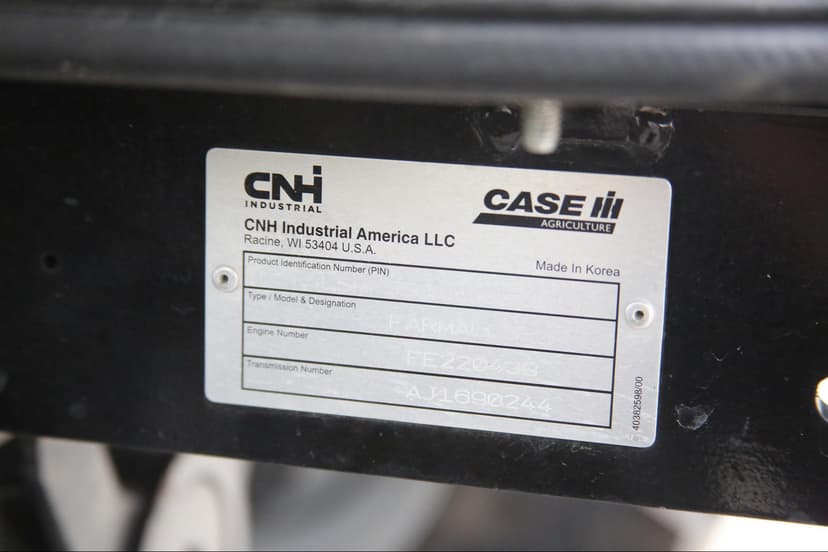 CNHi
INDUSTRIAL
CASE IH
AGRICULTURE
CNH Industrial America LLC
Racine, WI 53404 U.S.A.
Made In Korea
Product Identification Number (PIN)
Type / Model & Designation
FARMALL
Engine Number
Transmission Number
AJ1690244
40382598/00